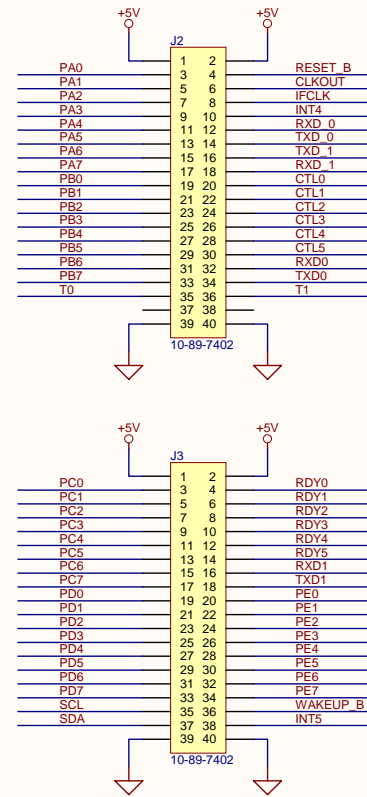 +5V +5V
J2
1 2
PA0 3 4 RESET_B
PA1 5 6 CLKOUT
PA2 7 8 IFCLK
PA3 9 10 INT4
PA4 11 12 RXD_0
PA5 13 14 TXD_0
PA6 15 16 TXD_1
PA7 17 18 RXD_1
PB0 19 20 CTL0
PB1 21 22 CTL1
PB2 23 24 CTL2
PB3 25 26 CTL3
PB4 27 28 CTL4
PB5 29 30 CTL5
PB6 31 32 RXD0
PB7 33 34 TXD0
T0 35 36 T1
37 38
39 40
10-89-7402
+5V +5V
J3
1 2
PC0 3 4 RDY0
PC1 5 6 RDY1
PC2 7 8 RDY2
PC3 9 10 RDY3
PC4 11 12 RDY4
PC5 13 14 RDY5
PC6 15 16 RXD1
PC7 17 18 TXD1
PD0 19 20 PE0
PD1 21 22 PE1
PD2 23 24 PE2
PD3 25 26 PE3
PD4 27 28 PE4
PD5 29 30 PE5
PD6 31 32 PE6
PD7 33 34 PE7
SCL 35 36 WAKEUP_B
SDA 37 38 INT5
39 40
10-89-7402